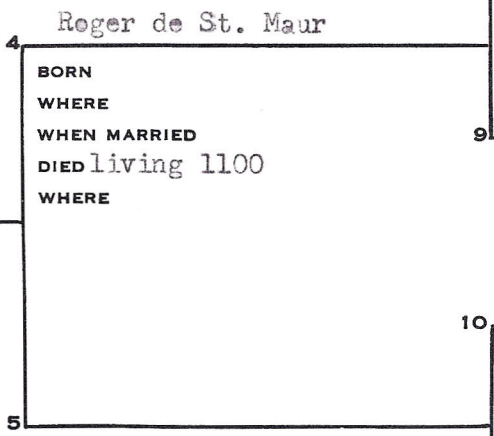 Roger de St. Maur
4
BORN
WHERE
WHEN MARRIED
9
DIED living 1100
WHERE
10
5